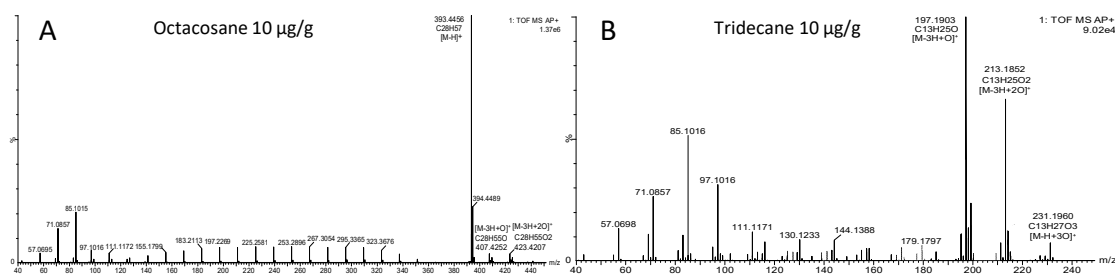 A
Octacosane 10 µg/g
393.4456
C28H57
[M-H]+
1: TOF MS AP+
1.37e6
%
57.0695
71.0857
85.1015
97.1016
111.1172
155.1799
183.2113
197.2269
225.2581
253.2896
267.3054
295.3365
323.3676
394.4489
[M-3H+O]+
C28H55O
407.4252
[M-3H+2O]+
C28H55O2
423.4207
40 60 80 100 120 140 160 180 200 220 240 260 280 300 320 340 360 380 400 420 440 m/z
B
Tridecane 10 µg/g
197.1903
C13H25O
[M-3H+O]+
1: TOF MS AP+
9.02e4
213.1852
C13H25O2
[M-3H+2O]+
%
57.0698
71.0857
85.1016
97.1016
111.1171
130.1233
144.1388
179.1797
231.1960
C13H27O3
[M-H+3O]+
40 60 80 100 120 140 160 180 200 220 240 m/z